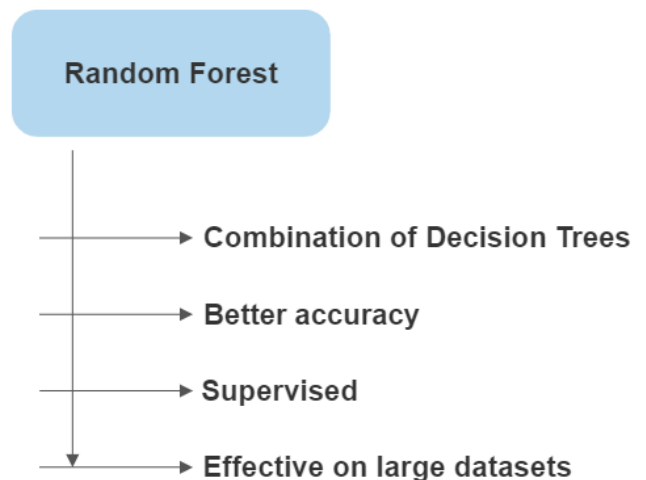 Random Forest
Combination of Decision Trees
Better accuracy
Supervised
Effective on large datasets